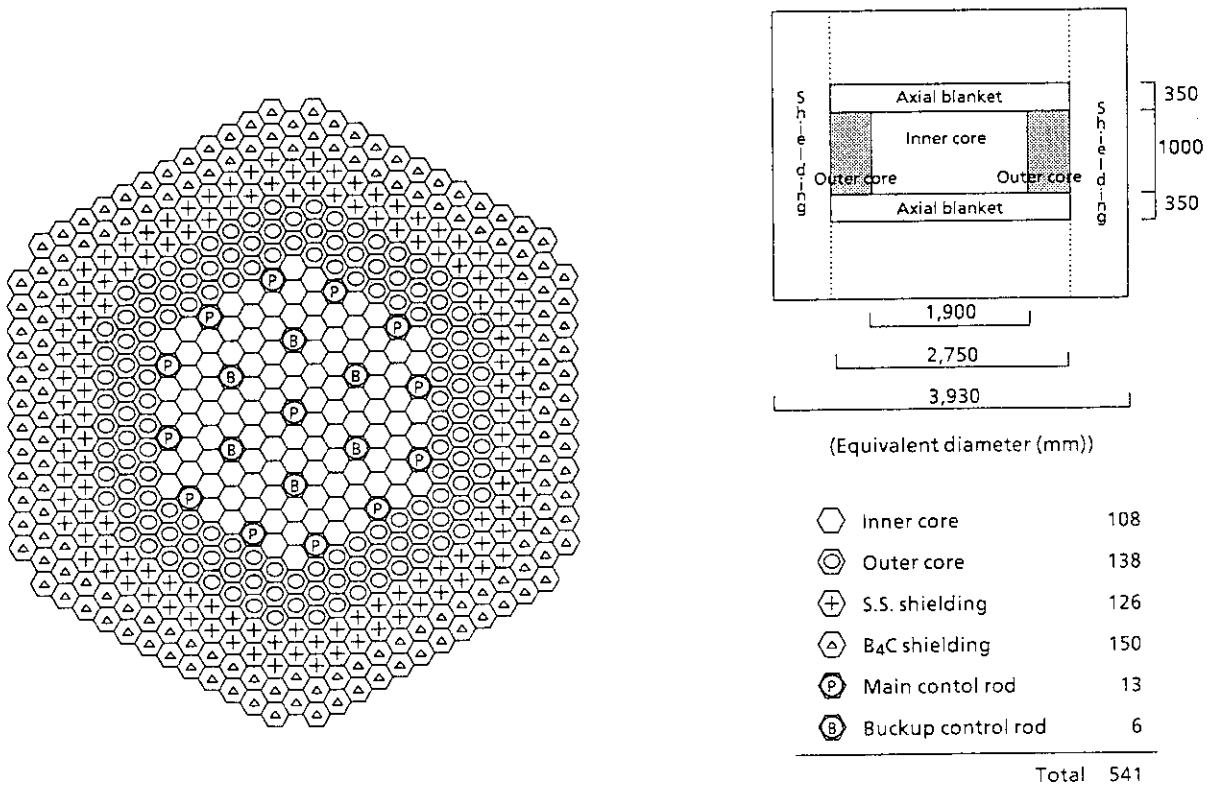 Axial blanket
350
Shielding
Inner core
1000
Shielding
Outer core
Outer core
Axial blanket
350
1,900
2,750
3,930
(Equivalent diameter (mm))
Inner core 108
Outer core 138
S.S. shielding 126
B₄C shielding 150
P Main contol rod 13
B Buckup control rod 6
Total 541
P
P
P
P
B
P
B
B
P
P
P
B
B
P
B
P
P
P
P